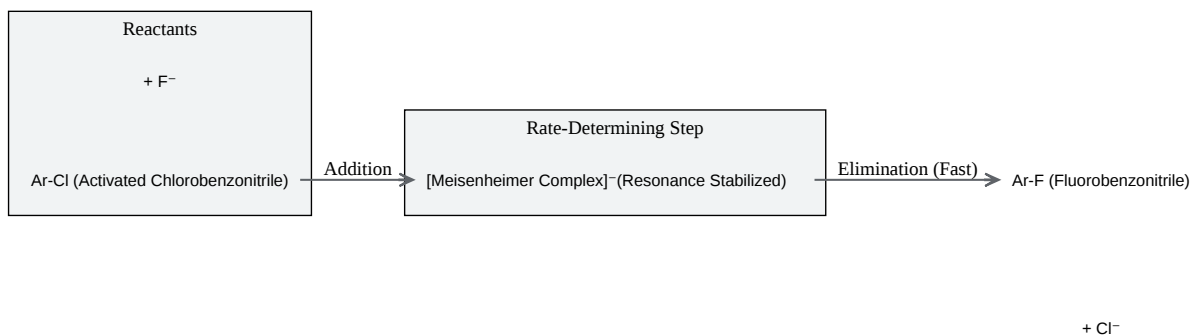 Reactants
+ F⁻
Ar-Cl (Activated Chlorobenzonitrile)
Addition
Rate-Determining Step
[Meisenheimer Complex]⁻(Resonance Stabilized)
Elimination (Fast)
Ar-F (Fluorobenzonitrile)
+ Cl⁻